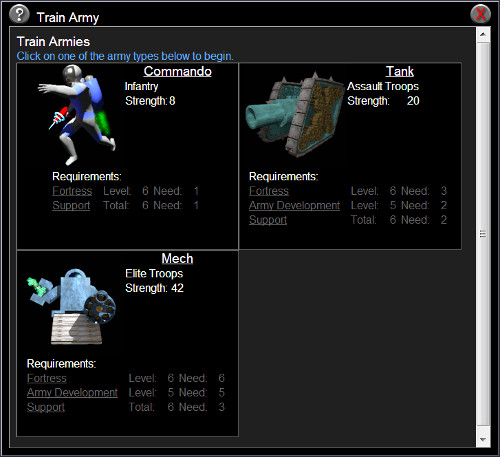 ?
Train Army
X
Train Armies
Click on one of the army types below to begin.
Commando
Infantry
Strength: 8
Requirements:
Fortress Level: 6 Need: 1
Support Total: 6 Need: 1
Tank
Assault Troops
Strength: 20
Requirements:
Fortress Level: 6 Need: 3
Army Development Level: 5 Need: 2
Support Total: 6 Need: 2
Mech
Elite Troops
Strength: 42
Requirements:
Fortress Level: 6 Need: 6
Army Development Level: 5 Need: 5
Support Total: 6 Need: 3